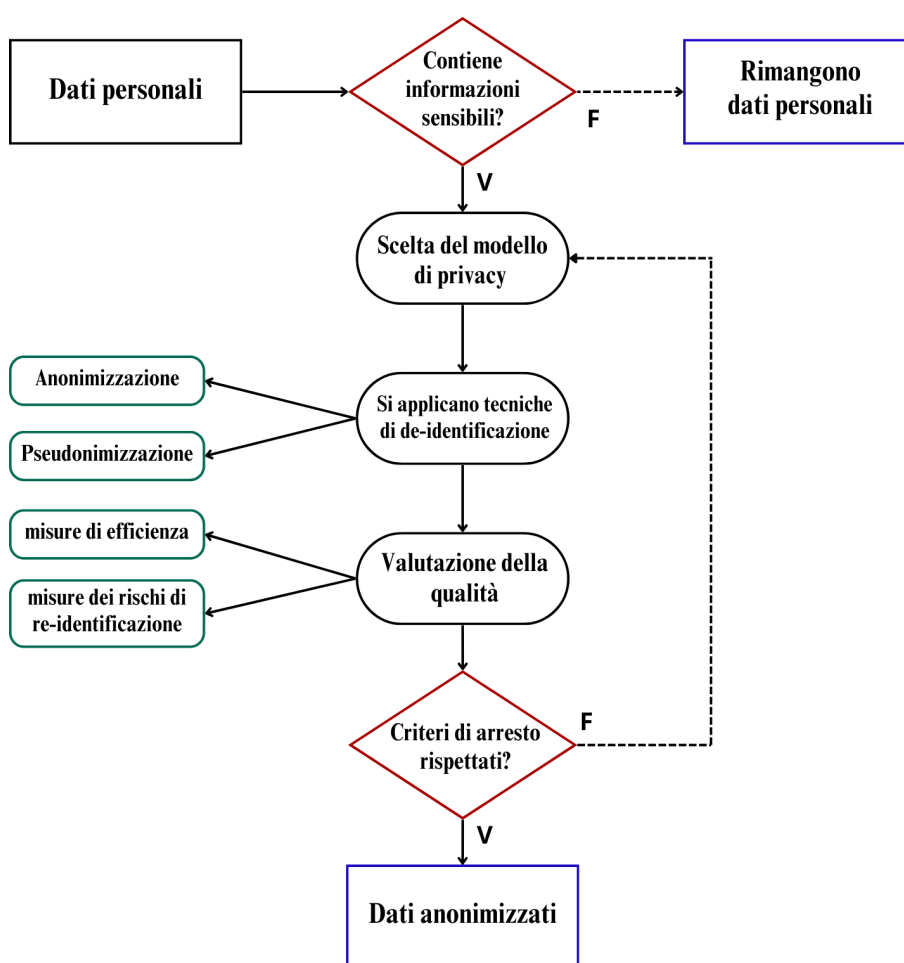 Dati personali
Contiene
informazioni
sensibili?
F
Rimangono
dati personali
V
Scelta del modello
di privacy
Anonimizzazione
Pseudonimizzazione
Si applicano tecniche
di de-identificazione
misure di efficienza
misure dei rischi di
re-identificazione
Valutazione della
qualità
Criteri di arresto
rispettati?
F
V
Dati anonimizzati